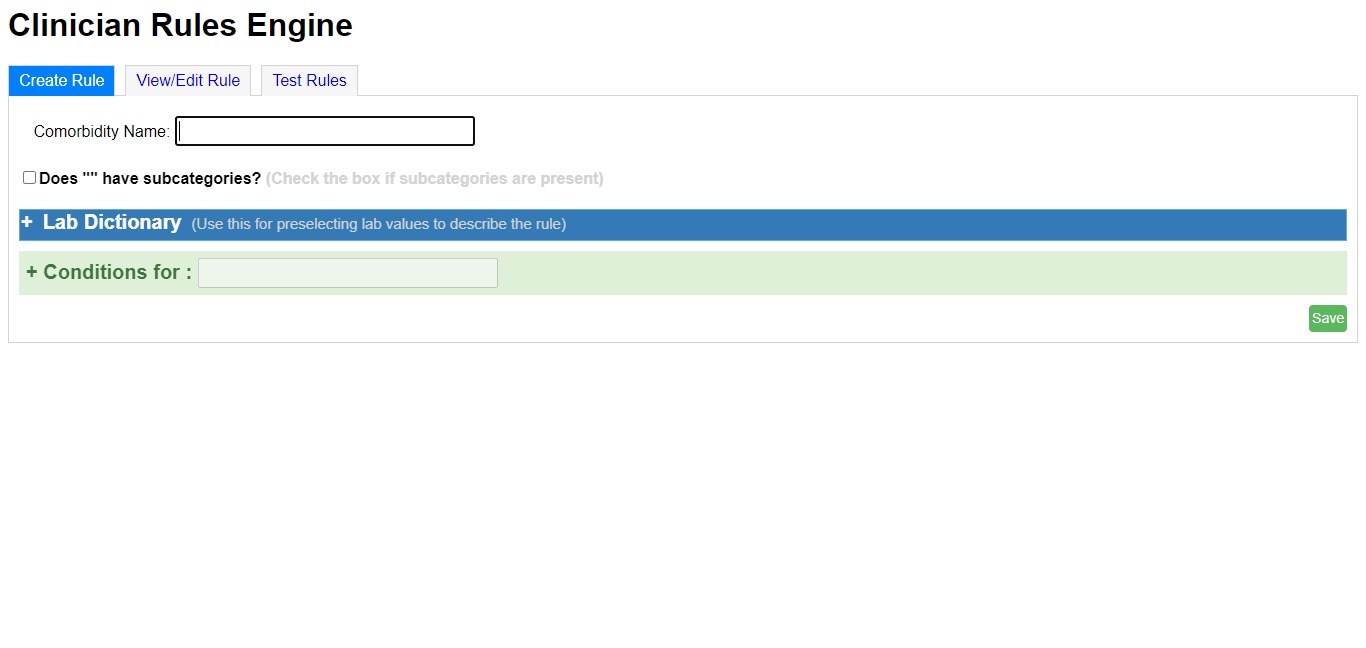 Clinician Rules Engine
Create Rule View/Edit Rule Test Rules
Comorbidity Name:
Does "" have subcategories? (Check the box if subcategories are present)
+ Lab Dictionary (Use this for preselecting lab values to describe the rule)
+ Conditions for :
Save